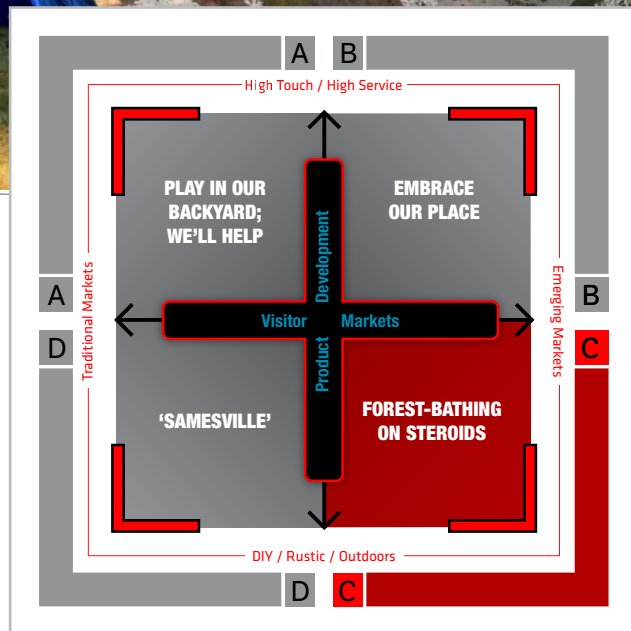 A B
High Touch / High Service
PLAY IN OUR
BACKYARD;
WE'LL HELP
EMBRACE
OUR PLACE
Traditional Markets
Emerging Markets
A
B
D
C
Product Development
Visitor Markets
'SAMESVILLE'
FOREST-BATHING
ON STEROIDS
DIY / Rustic / Outdoors
D C